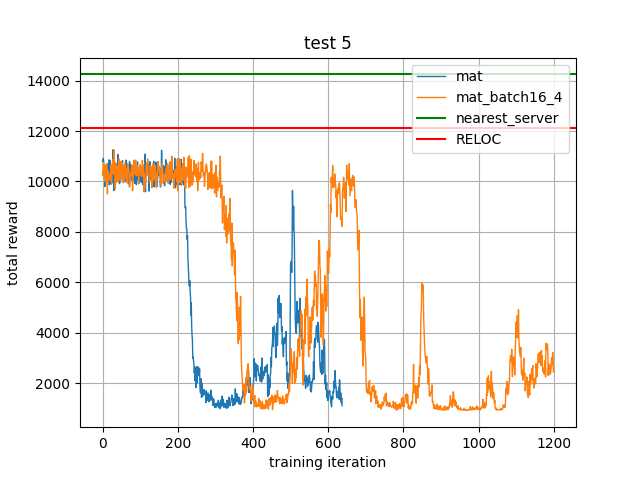 test 5
total reward
14000
12000
10000
8000
6000
4000
2000
0
200
400
600
800
1000
1200
training iteration
mat
mat_batch16_4
nearest_server
RELOC